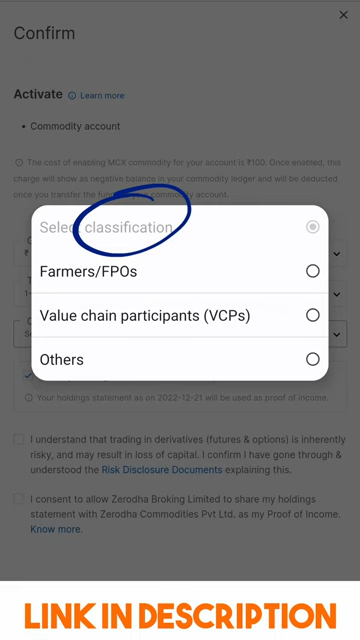 Confirm
Activate Learn more
Commodity account
The cost of enabling MCX commodity for your account is ₹100. Once enabled, this
charge will show as negative balance in your commodity ledger and will be deducted
once you transfer the funds to your commodity account.
Select classification
Farmers/FPOs
Value chain participants (VCPs)
Others
Your holdings statement as on 2022-12-21 will be used as proof of income.
I understand that trading in derivatives (futures & options) is inherently
risky, and may result in loss of capital. I confirm I have gone through &
understood the Risk Disclosure Documents explaining this.
I consent to allow Zerodha Broking Limited to share my holdings
statement with Zerodha Commodities Pvt Ltd. as my Proof of Income.
Know more.
LINK IN DESCRIPTION